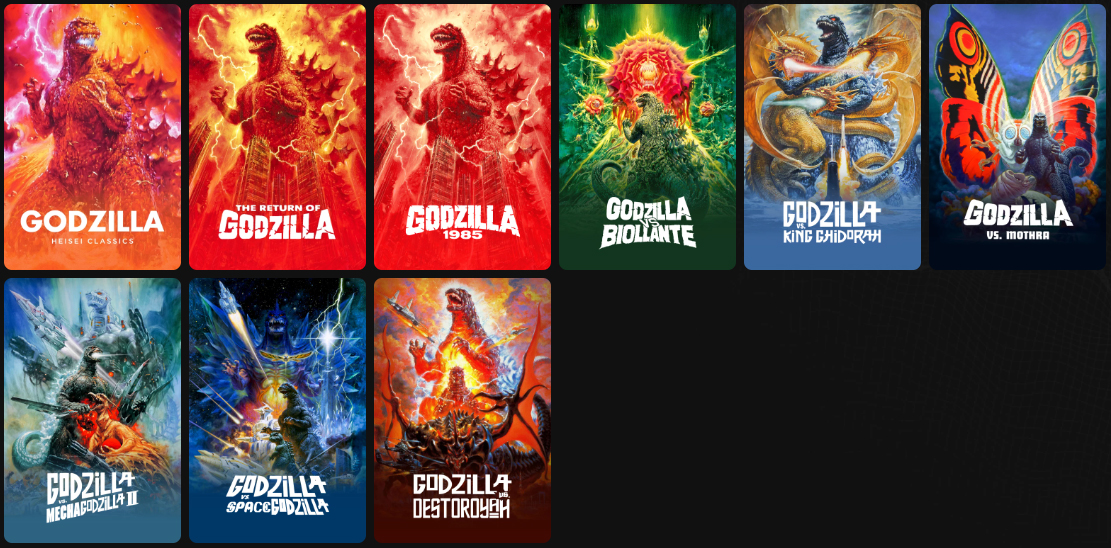 GODZILLA
HEISEI CLASSICS
THE RETURN OF
GODZILLA
GODZILLA
1985
GODZILLA
VS
BIOLLANTE
GODZILLA
VS.
KING GHIDORAH
GODZILLA
VS. MOTHRA
GODZILLA
VS.
MECHAGODZILLA II
GODZILLA
VS
SPACEGODZILLA
GODZILLA
VS.
DESTOROYAH